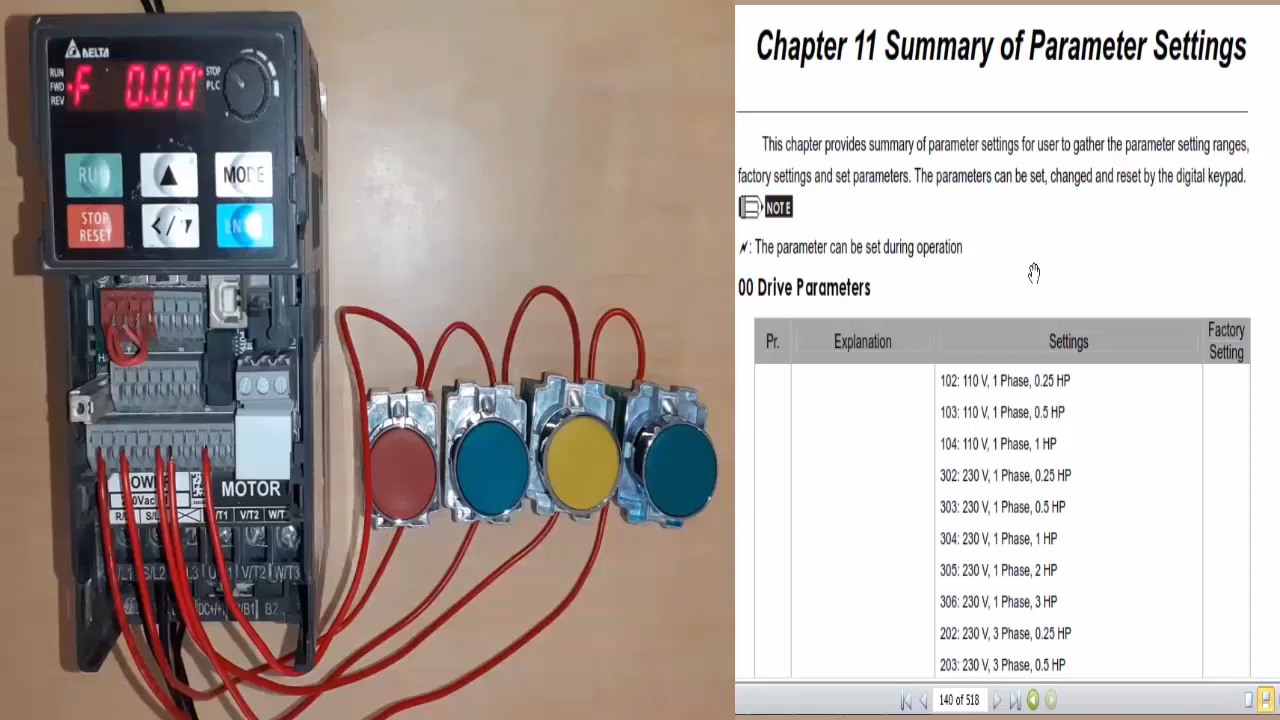 DELTA
RUN
FWD
REV
F 0.00
STOP
PLC
RUN
▲
MODE
STOP
RESET
MOTOR
V/T2 W/T3
S/L2
V/T2 W/T3
B2
Chapter 11 Summary of Parameter Settings
This chapter provides summary of parameter settings for user to gather the parameter setting ranges,
factory settings and set parameters. The parameters can be set, changed and reset by the digital keypad.
NOTE
: The parameter can be set during operation
00 Drive Parameters
Pr. Explanation Settings Factory Setting
102: 110 V, 1 Phase, 0.25 HP
103: 110 V, 1 Phase, 0.5 HP
104: 110 V, 1 Phase, 1 HP
302: 230 V, 1 Phase, 0.25 HP
303: 230 V, 1 Phase, 0.5 HP
304: 230 V, 1 Phase, 1 HP
305: 230 V, 1 Phase, 2 HP
306: 230 V, 1 Phase, 3 HP
202: 230 V, 3 Phase, 0.25 HP
203: 230 V, 3 Phase, 0.5 HP
140 of 518